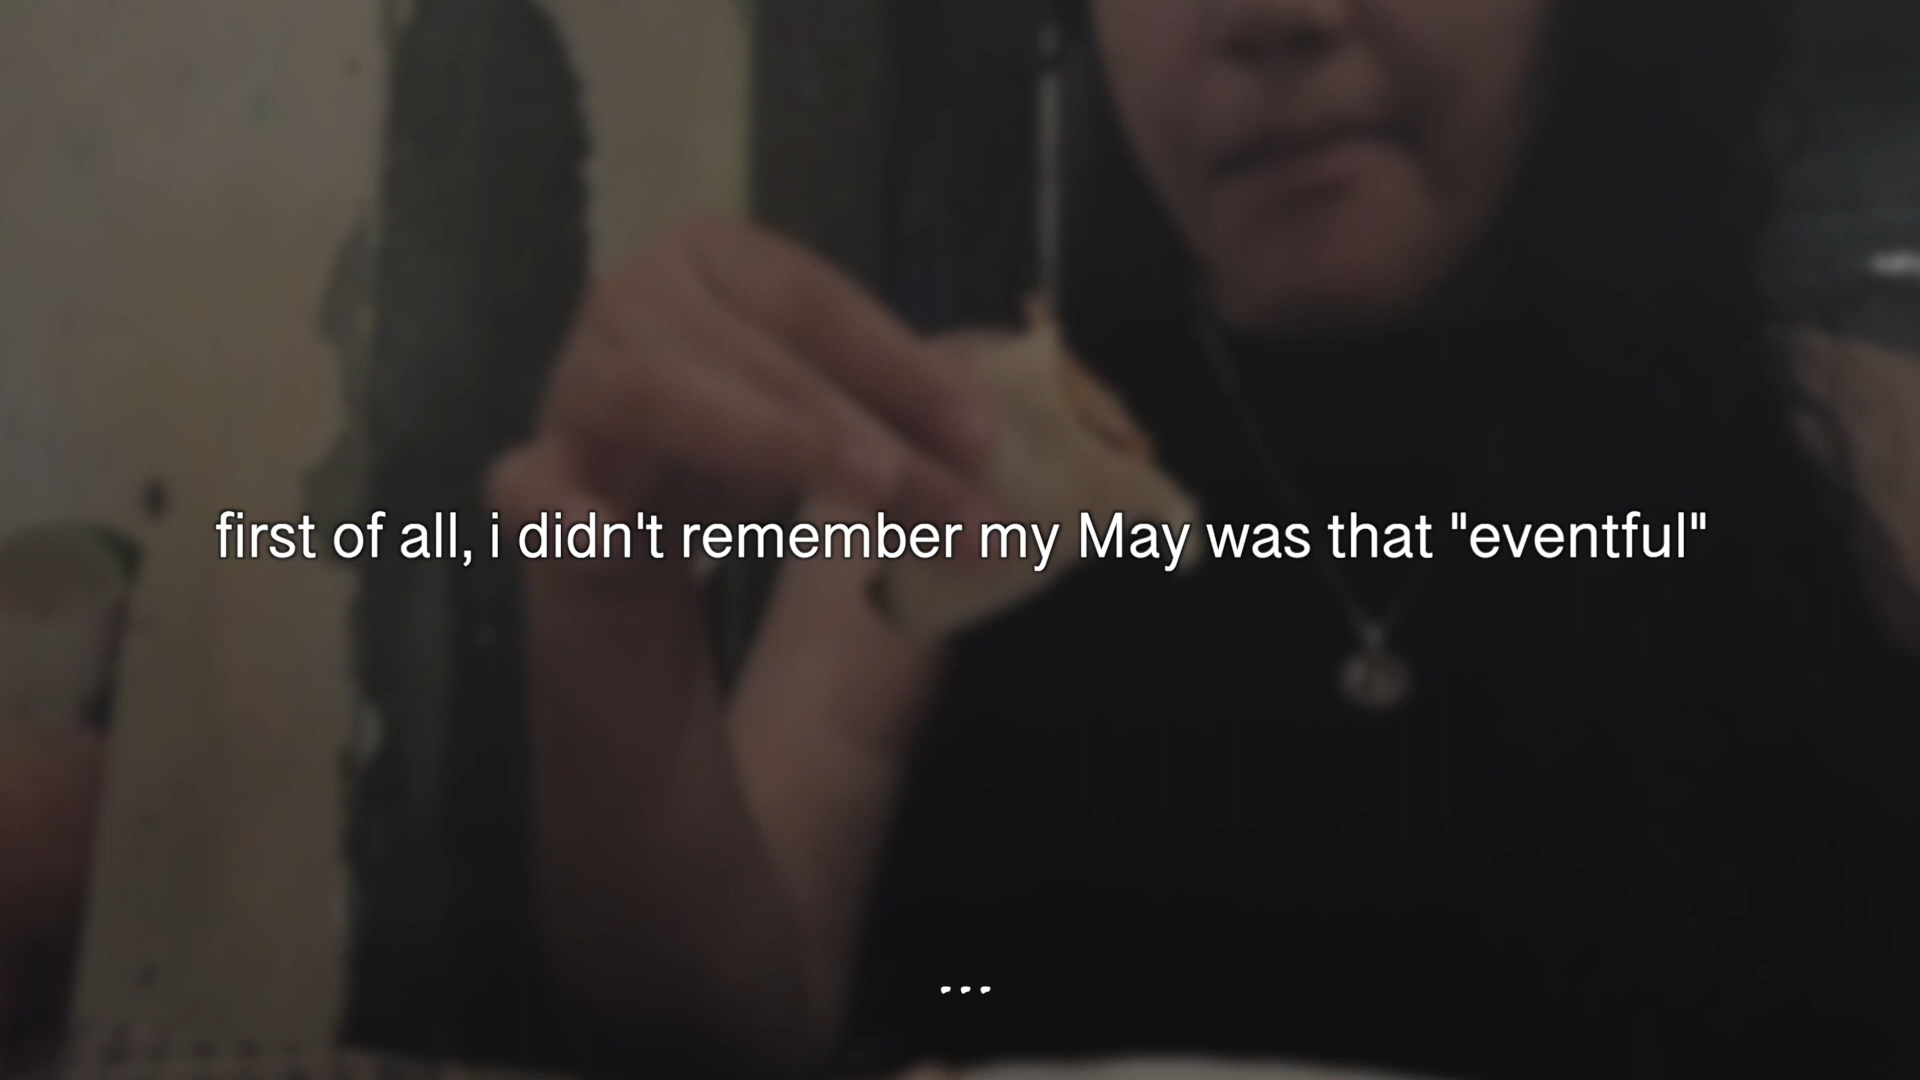 first of all, i didn't remember my May was that "eventful"
...